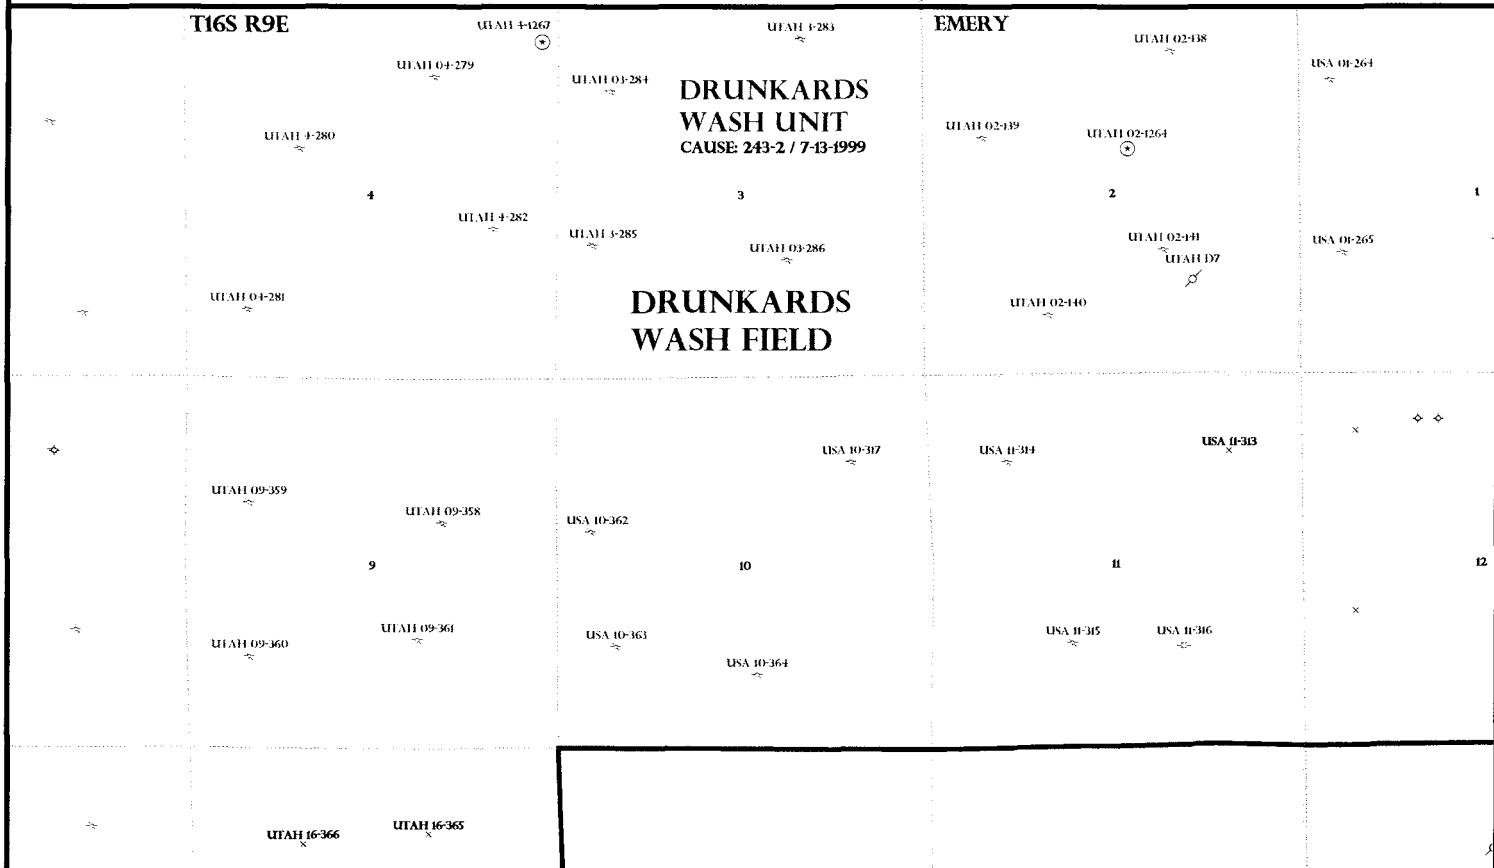 T16S R9E
UTAH 4-1267
UTAH 3-283
EMERY
UTAH 02-138
UTAH 04-279
UTAH 03-284
USA 01-264
DRUNKARDS
WASH UNIT
CAUSE: 243-2 / 7-13-1999
UTAH 4-280
UTAH 02-139
UTAH 02-1264
4
3
2
1
UTAH 4-282
UTAH 3-285
UTAH 03-286
UTAH 02-141
USA 01-265
UTAH D7
UTAH 04-281
UTAH 02-140
DRUNKARDS
WASH FIELD
USA 10-317
USA 11-314
USA 11-313
UTAH 09-359
UTAH 09-358
USA 10-362
9
10
11
12
UTAH 09-360
UTAH 09-361
USA 10-363
USA 10-364
USA 11-315
USA 11-316
UTAH 16-366
UTAH 16-365